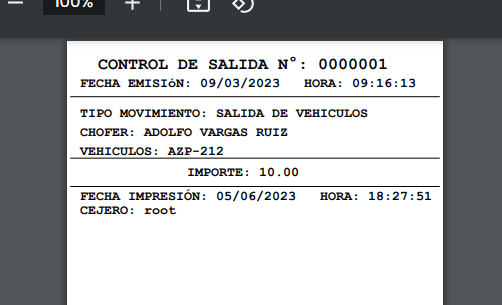 100%
CONTROL DE SALIDA N°: 0000001
FECHA EMISIÓN: 09/03/2023 HORA: 09:16:13
TIPO MOVIMIENTO: SALIDA DE VEHICULOS
CHOFER: ADOLFO VARGAS RUIZ
VEHICULOS: AZP-212
IMPORTE: 10.00
FECHA IMPRESIÓN: 05/06/2023 HORA: 18:27:51
CEJERO: root